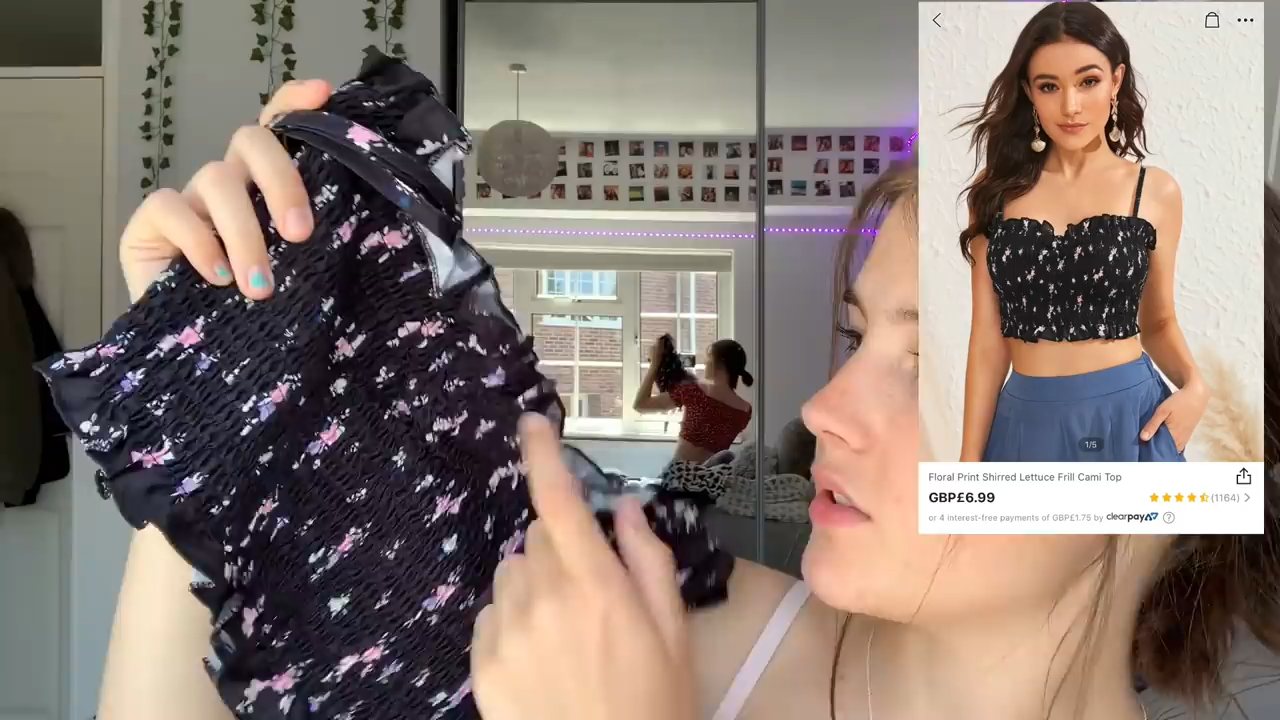 1/5
Floral Print Shirred Lettuce Frill Cami Top
GBP£6.99
(1164)
or 4 interest-free payments of GBP£1.75 by clearpay